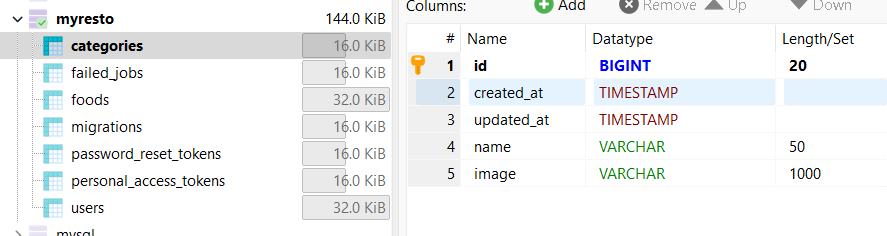 myresto 144.0 KiB
categories 16.0 KiB
failed_jobs 16.0 KiB
foods 32.0 KiB
migrations 16.0 KiB
password_reset_tokens 16.0 KiB
personal_access_tokens 16.0 KiB
users 32.0 KiB
mysql
Columns: Add Remove Up Down
# Name Datatype Length/Set
1 id BIGINT 20
2 created_at TIMESTAMP
3 updated_at TIMESTAMP
4 name VARCHAR 50
5 image VARCHAR 1000